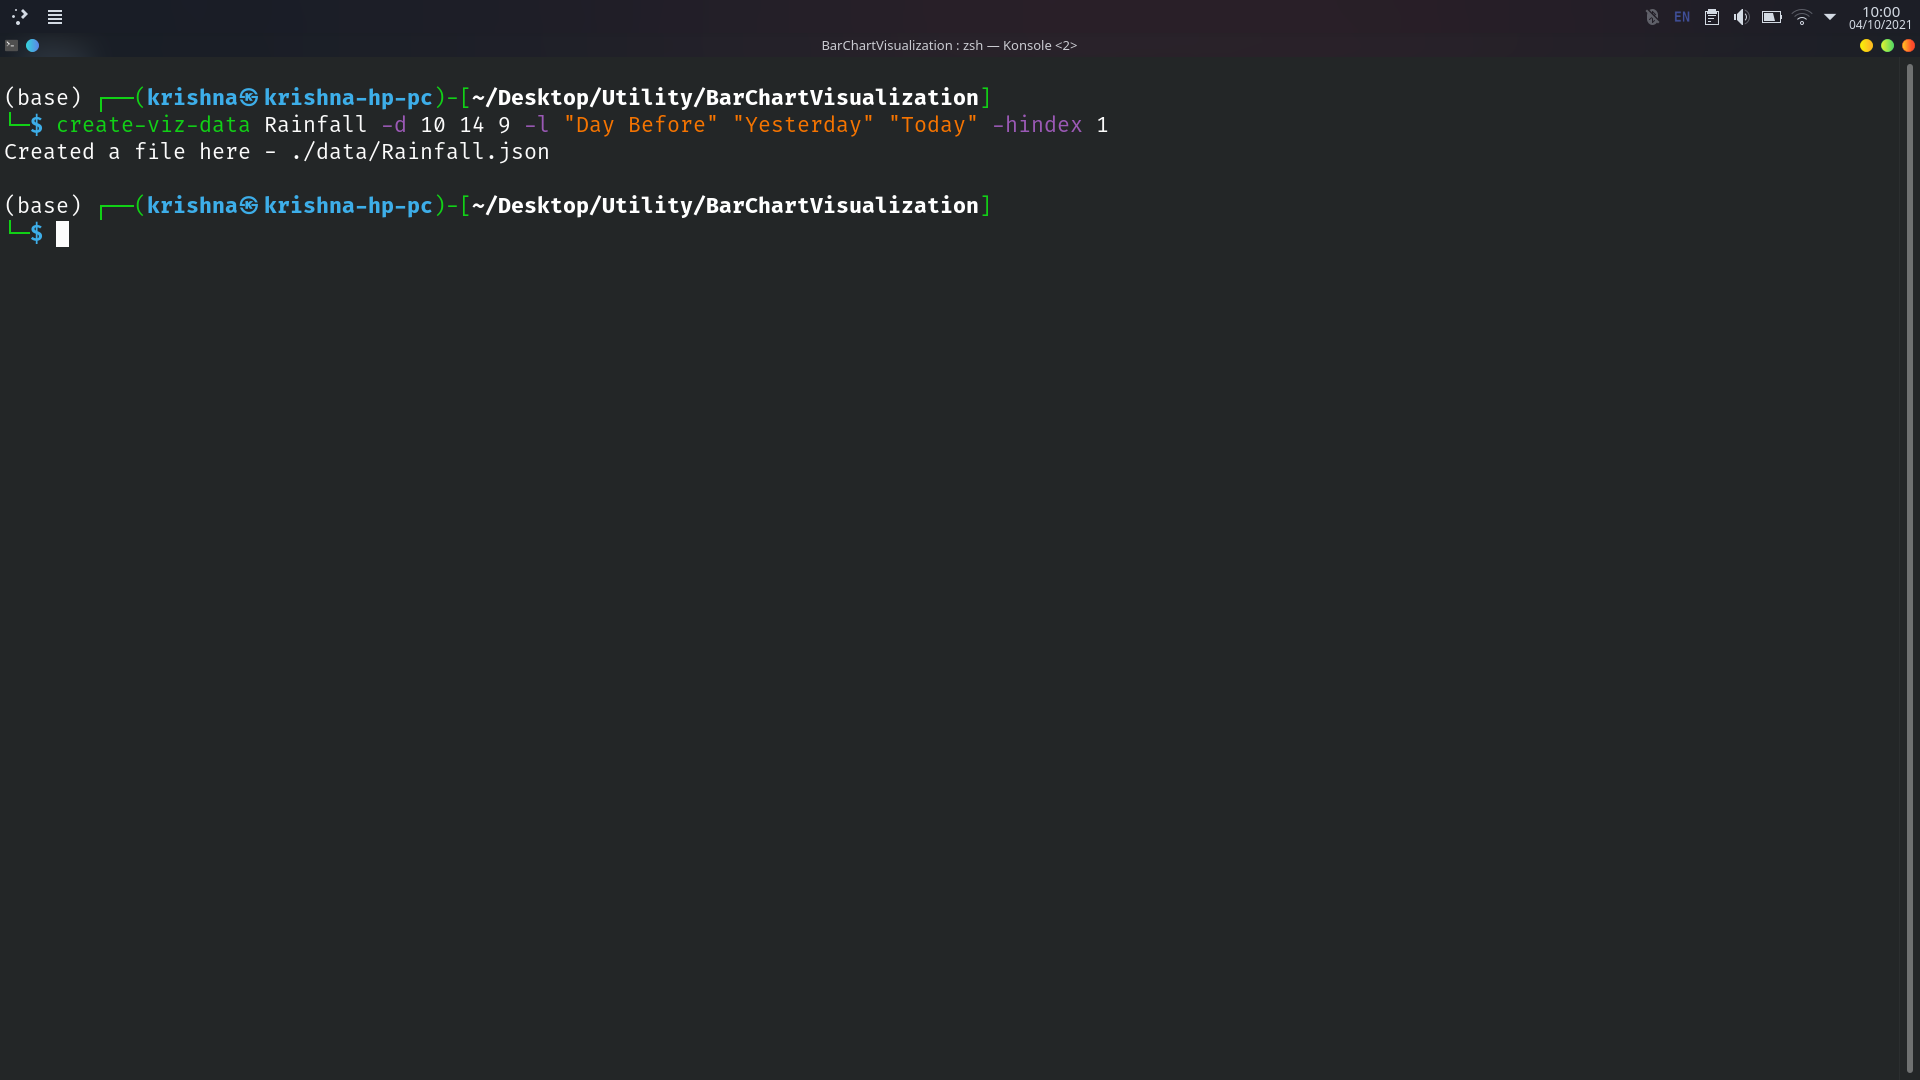 EN
10:00
04/10/2021
BarChartVisualization : zsh — Konsole <2>
(base) ┌──(krishna㉿krishna-hp-pc)-[~/Desktop/Utility/BarChartVisualization]
└─$ create-viz-data Rainfall -d 10 14 9 -l "Day Before" "Yesterday" "Today" -hindex 1
Created a file here - ./data/Rainfall.json
(base) ┌──(krishna㉿krishna-hp-pc)-[~/Desktop/Utility/BarChartVisualization]
└─$